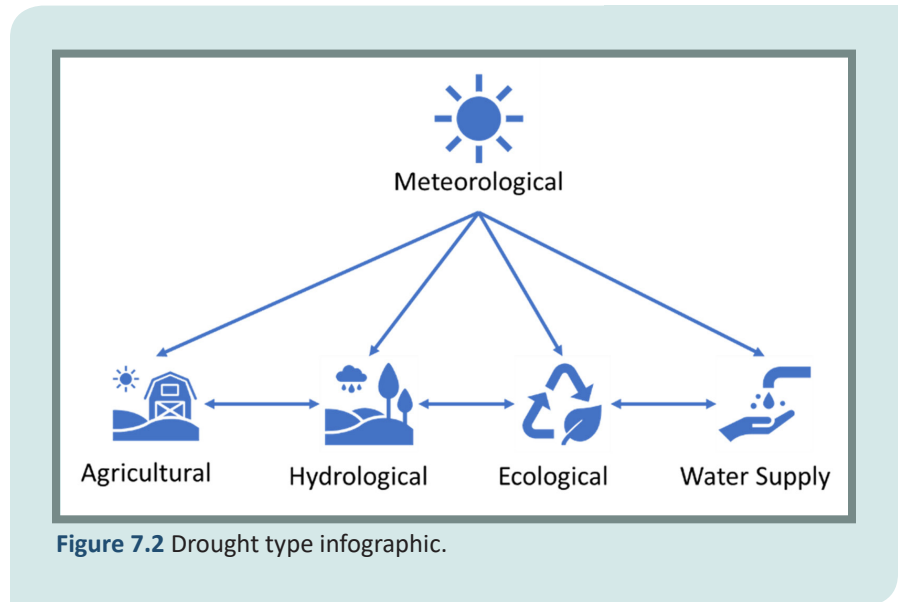 Meteorological
Agricultural
Hydrological
Ecological
Water Supply
Figure 7.2 Drought type infographic.